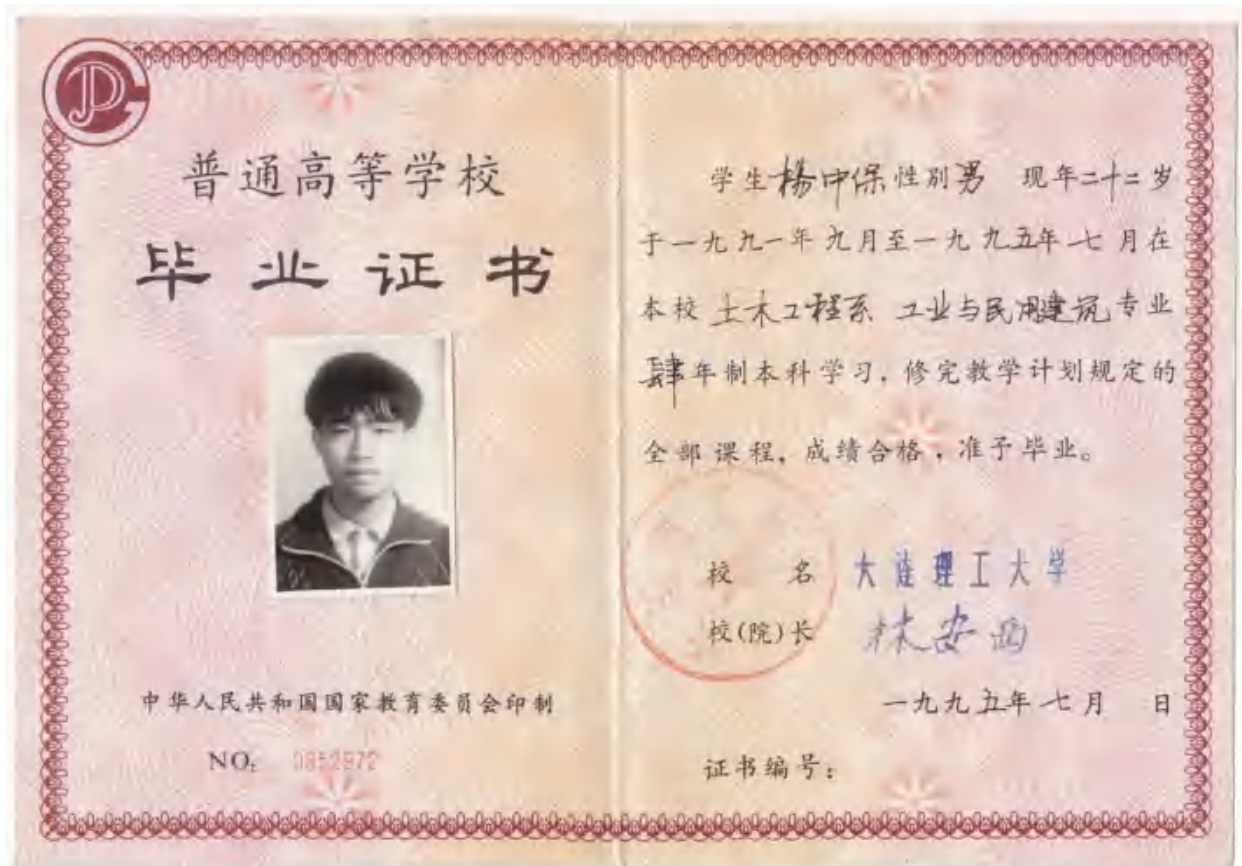 普通高等学校
毕业证书
中华人民共和国国家教育委员会印制
NO: 0852972
学生楊中保性别男 现年二十二岁
于一九九一年九月至一九九五年七月在
本校 土木工程系 工业与民用建筑专业
肆年制本科学习,修完教学计划规定的
全部课程,成绩合格,准予毕业。
校 名 大连理工大学
校(院)长 林安西
一九九五年七月 日
证书编号: